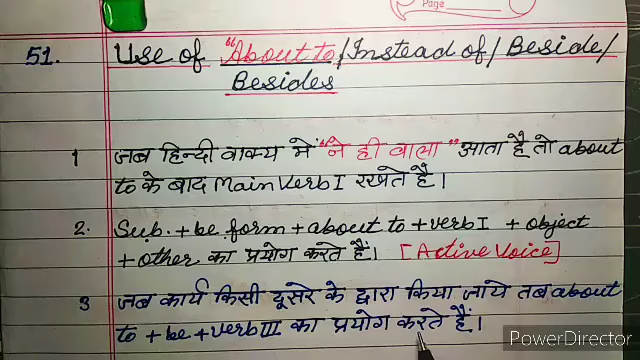 Page
51. Use of "About to/Instead of/Beside/
Besides
1 जब हिन्दी वाक्य में "ने ही वाला" आता है तो about
to के बाद Main Verb I रखते है।
2. Sub. + be form + about to + verb I + object
+ other का प्रयोग करते हैं। [Active Voice]
3 जब कार्य किसी दूसरे के द्वारा किया जाये तब about
to + be + verb III का प्रयोग करते हैं।
PowerDirector